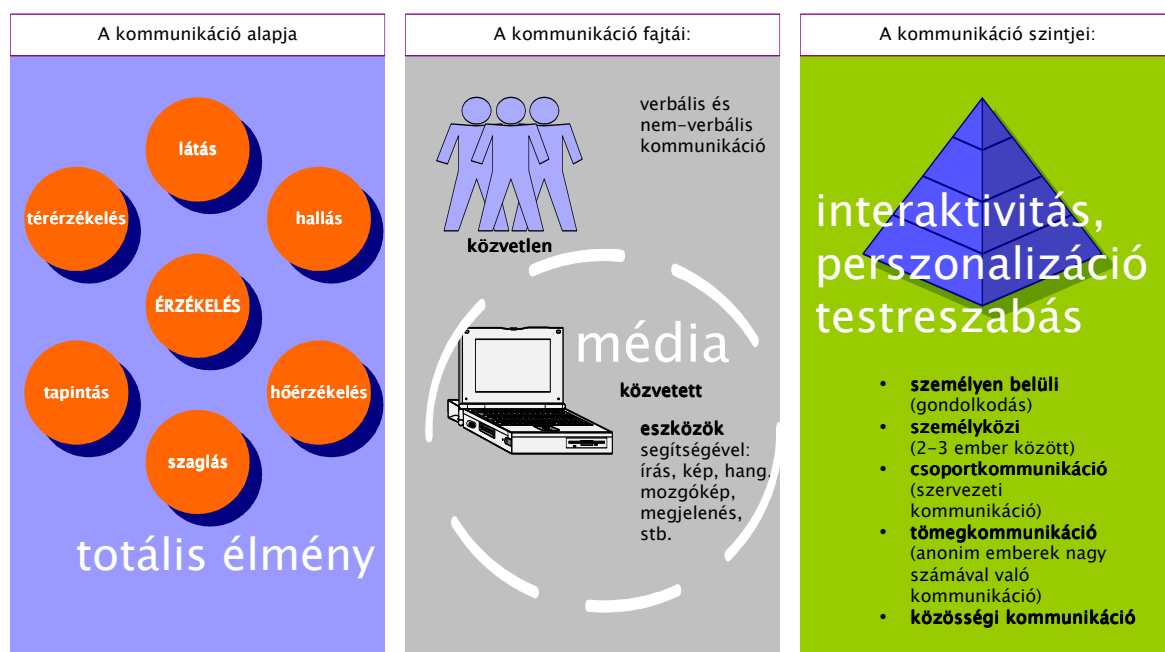 A kommunikáció alapja
látás
térérzékelés
hallás
ÉRZÉKELÉS
tapintás
hőérzékelés
szaglás
totális élmény
A kommunikáció fajtái:
verbális és
nem-verbális
kommunikáció
közvetlen
média
közvetett
eszközök
segítségével:
írás, kép, hang.
mozgókép,
megjelenés,
stb.
A kommunikáció szintjei:
interaktivitás,
perszonalizáció
testreszabás
• személyen belüli
(gondolkodás)
• személyközi
(2-3 ember között)
• csoportkommunikáció
(szervezeti
kommunikáció)
• tömegkommunikáció
(anonim emberek nagy
számával való
kommunikáció)
• közösségi kommunikáció